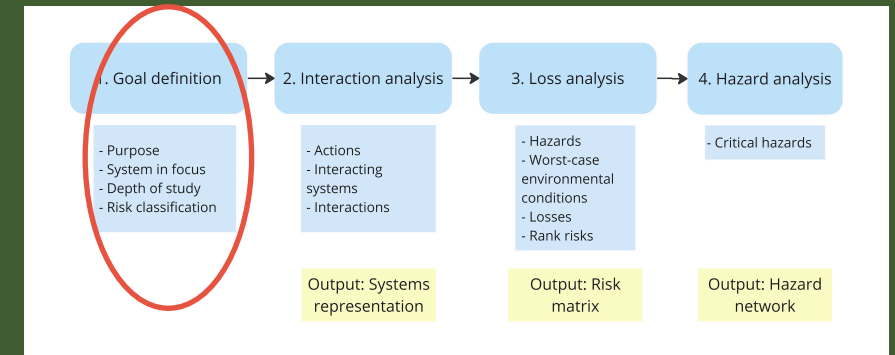 1. Goal definition
2. Interaction analysis
3. Loss analysis
4. Hazard analysis
- Purpose
- System in focus
- Depth of study
- Risk classification
- Actions
- Interacting
systems
- Interactions
- Hazards
- Worst-case
environmental
conditions
- Losses
- Rank risks
- Critical hazards
Output: Systems
representation
Output: Risk
matrix
Output: Hazard
network